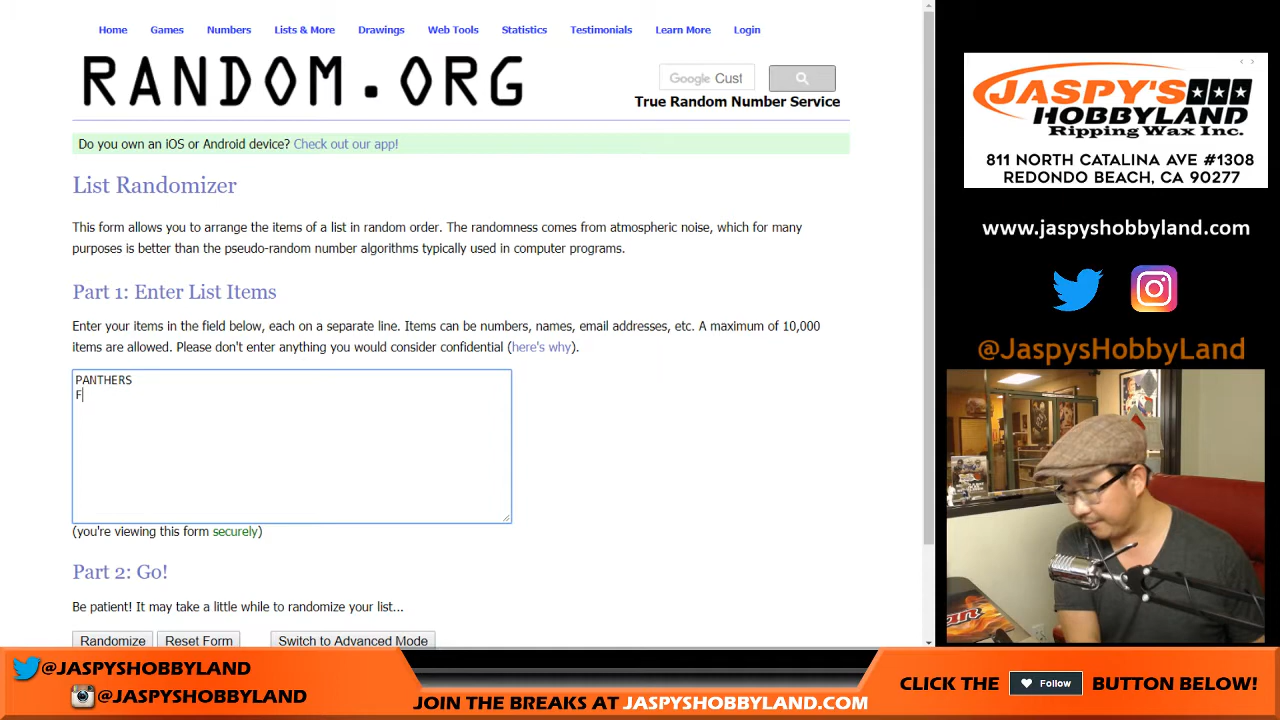 Home Games Numbers Lists & More Drawings Web Tools Statistics Testimonials Learn More Login
RANDOM.ORG
Google Cust
True Random Number Service
Do you own an iOS or Android device? Check out our app!
List Randomizer
This form allows you to arrange the items of a list in random order. The randomness comes from atmospheric noise, which for many
purposes is better than the pseudo-random number algorithms typically used in computer programs.
Part 1: Enter List Items
Enter your items in the field below, each on a separate line. Items can be numbers, names, email addresses, etc. A maximum of 10,000
items are allowed. Please don't enter anything you would consider confidential (here's why).
PANTHERS
F
(you're viewing this form securely)
Part 2: Go!
Be patient! It may take a little while to randomize your list...
Randomize Reset Form Switch to Advanced Mode
JASPY'S
HOBBYLAND
Ripping Wax Inc.
811 NORTH CATALINA AVE #1308
REDONDO BEACH, CA 90277
www.jaspyshobbyland.com
@JaspysHobbyLand
@JASPYSHOBBYLAND
@JASPYSHOBBYLAND
JOIN THE BREAKS AT JASPYSHOBBYLAND.COM
CLICK THE Follow BUTTON BELOW!